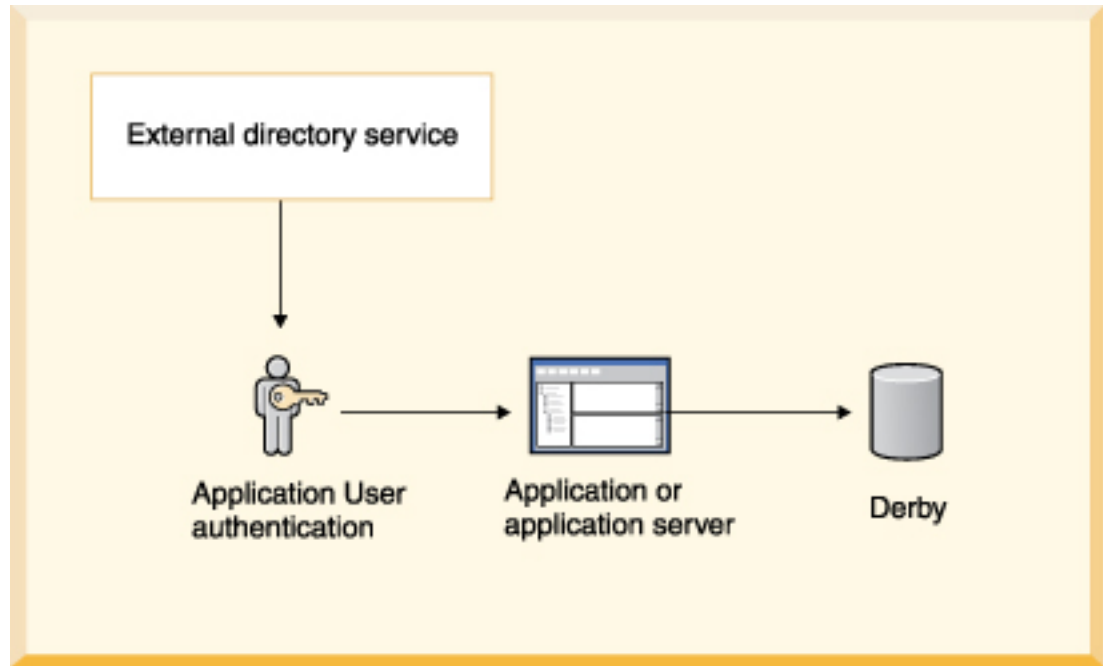 External directory service
Application User
authentication
Application or
application server
Derby